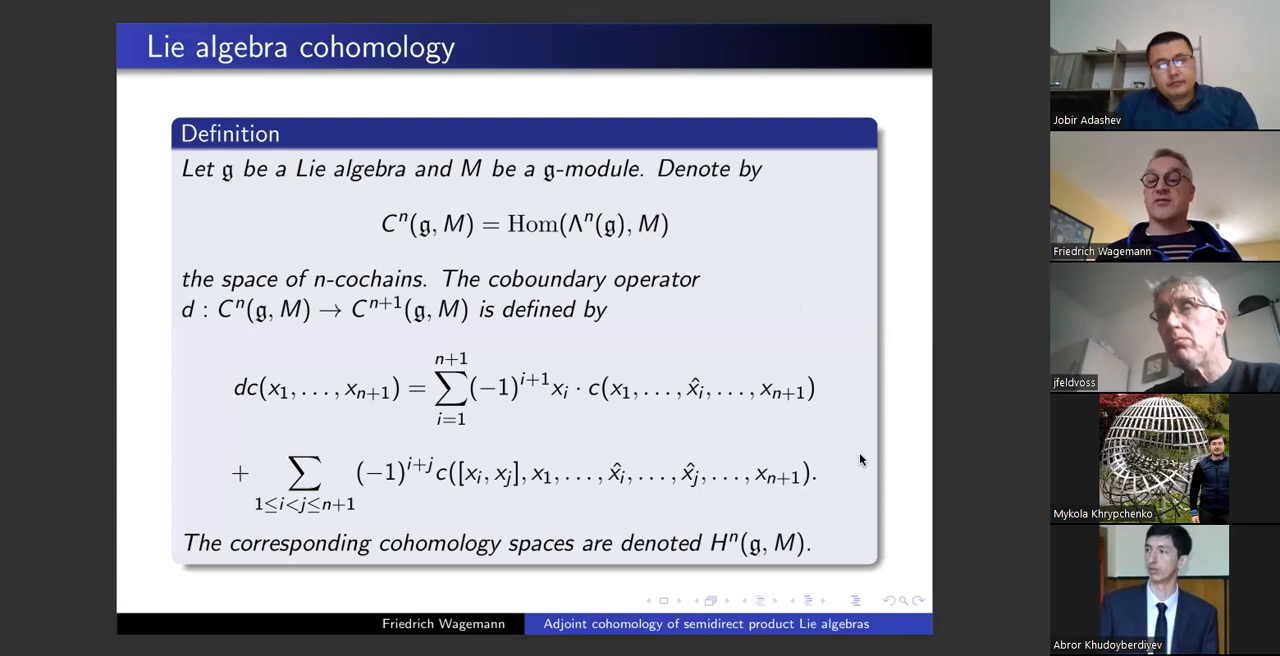 Lie algebra cohomology
Definition
Let 𝔤 be a Lie algebra and M be a 𝔤-module. Denote by
Cⁿ(𝔤, M) = Hom(Λⁿ(𝔤), M)
the space of n-cochains. The coboundary operator
d : Cⁿ(𝔤, M) → Cⁿ⁺¹(𝔤, M) is defined by
dc(x₁, . . . , xₙ₊₁) = ∑_{i=1}^{n+1} (−1)^{i+1} xᵢ · c(x₁, . . . , x̂ᵢ, . . . , xₙ₊₁)
+ ∑_{1≤i<j≤n+1} (−1)^{i+j} c([xᵢ, xⱼ], x₁, . . . , x̂ᵢ, . . . , x̂ⱼ, . . . , xₙ₊₁).
The corresponding cohomology spaces are denoted Hⁿ(𝔤, M).
Friedrich Wagemann
Adjoint cohomology of semidirect product Lie algebras
Jobir Adashev
Friedrich Wagemann
jfeldvoss
Mykola Khrypchenko
Abror Khudoyberdiyev